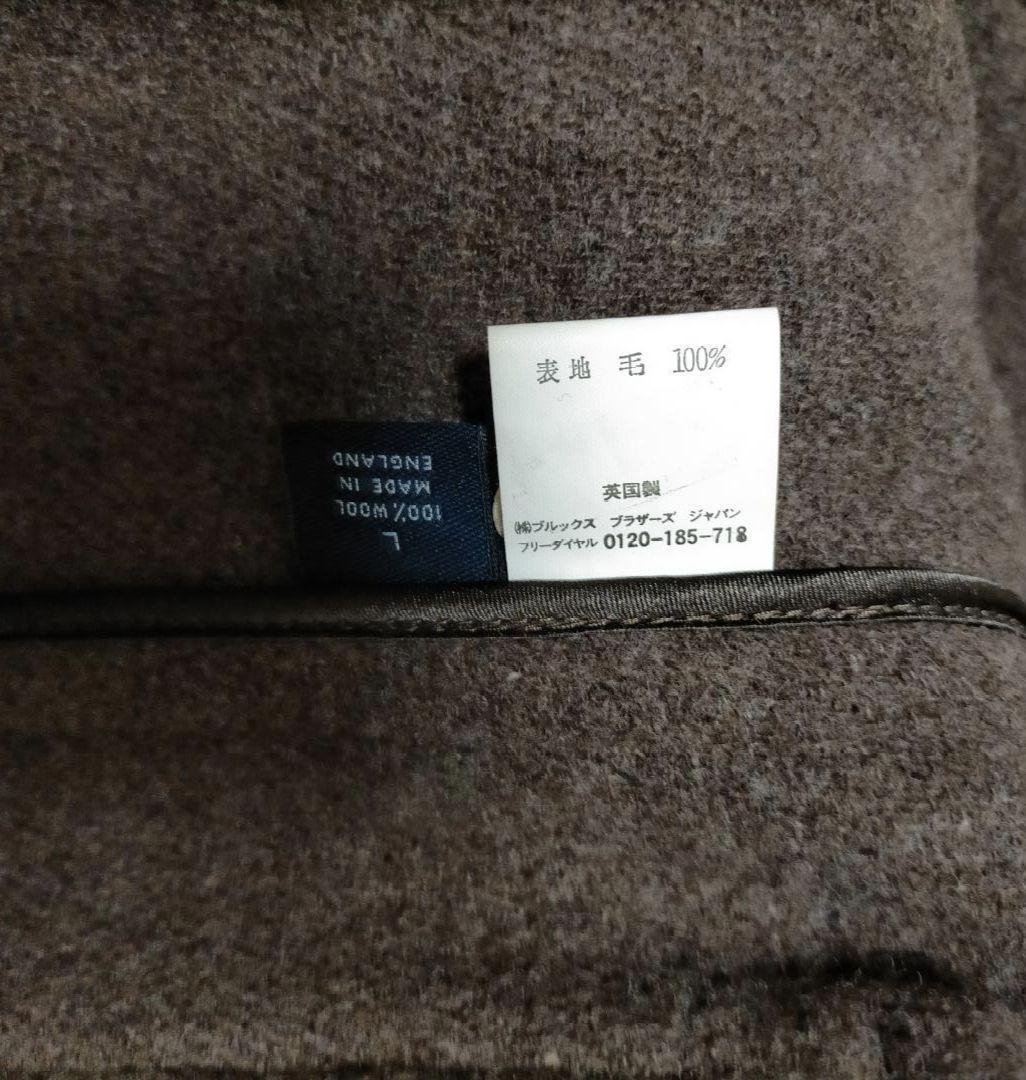 表地 毛 100%
英国製
(株)ブルックス ブラザーズ ジャパン
フリーダイヤル 0120-185-718
L
100% WOOL
MADE IN
ENGLAND